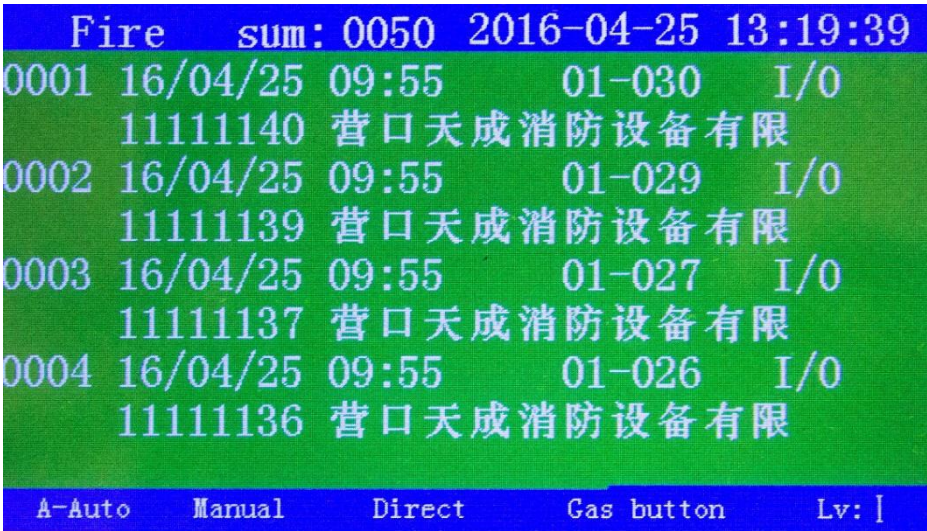 Fire sum: 0050 2016-04-25 13:19:39
0001 16/04/25 09:55 01-030 I/O
11111140 营口天成消防设备有限
0002 16/04/25 09:55 01-029 I/O
11111139 营口天成消防设备有限
0003 16/04/25 09:55 01-027 I/O
11111137 营口天成消防设备有限
0004 16/04/25 09:55 01-026 I/O
11111136 营口天成消防设备有限
A-Auto Manual Direct Gas button Lv: